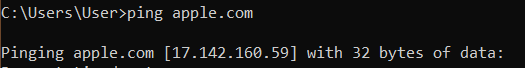 C:\Users\User>ping apple.com
Pinging apple.com [17.142.160.59] with 32 bytes of data: